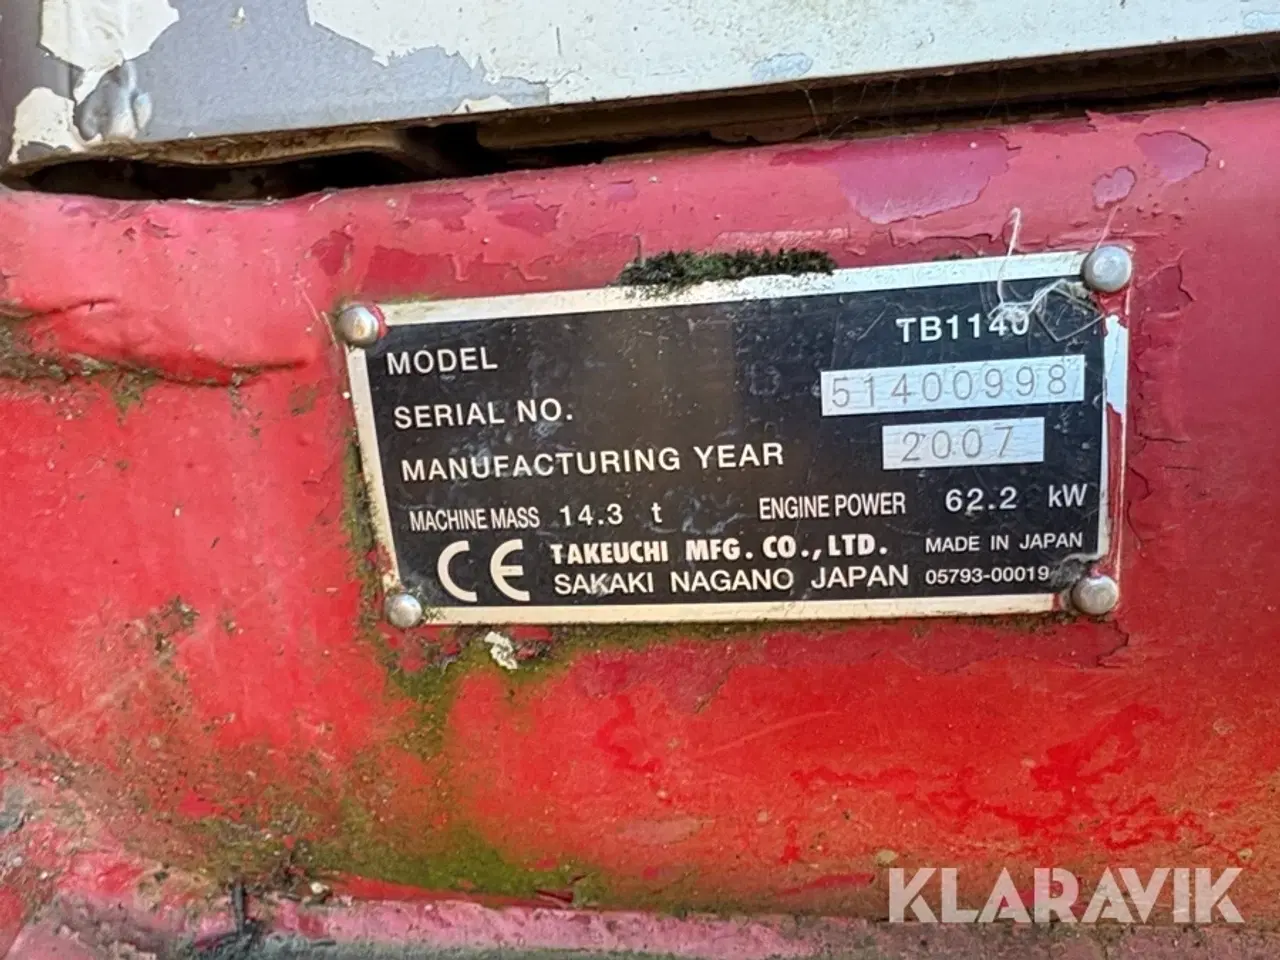 MODEL TB1140
SERIAL NO. 51400998
MANUFACTURING YEAR 2007
MACHINE MASS 14.3 t ENGINE POWER 62.2 kW
CE TAKEUCHI MFG. CO., LTD. MADE IN JAPAN
SAKAKI NAGANO JAPAN 05793-00019
KLARAVIK